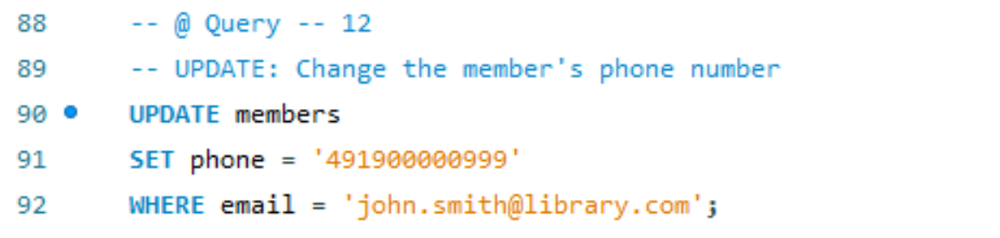 88 -- @ Query -- 12
89 -- UPDATE: Change the member's phone number
90 UPDATE members
91 SET phone = '491900000999'
92 WHERE email = 'john.smith@library.com';